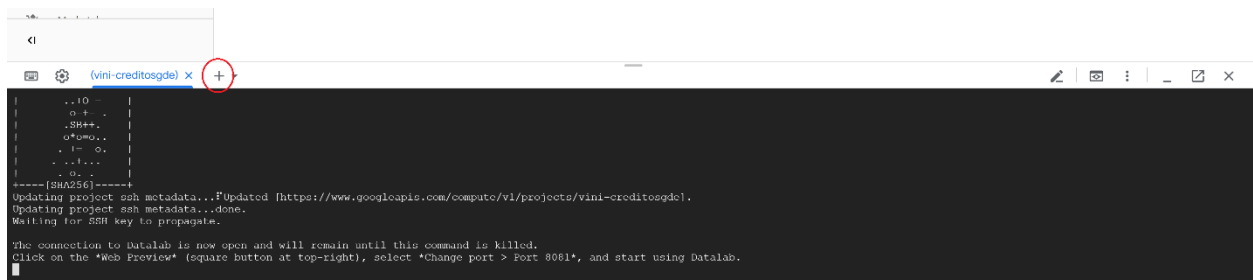 (vini-creditosgde)
+----[SHA256]-----+
Updating project ssh metadata...⠏Updated [https://www.googleapis.com/compute/v1/projects/vini-creditosgde].
Updating project ssh metadata...done.
Waiting for SSH key to propagate.
The connection to Datalab is now open and will remain until this command is killed.
Click on the *Web Preview* (square button at top-right), select *Change port > Port 8081*, and start using Datalab.